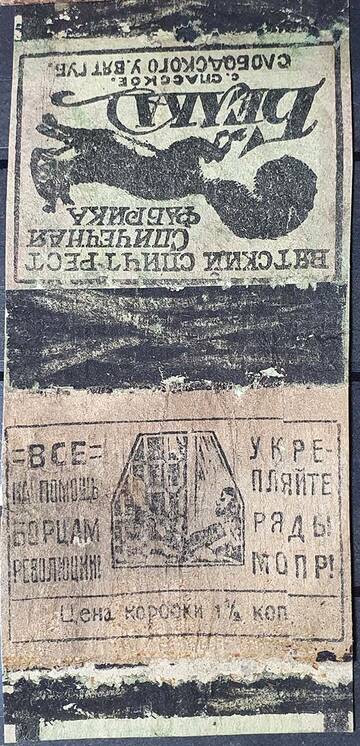 ВЯТСКИЙ СПИЧТРЕСТ
СПИЧЕЧНАЯ
ФАБРИКА
БЕЛКА
с. СПАССКОЕ.
СЛОБОДСКОГО У. ВЯТ. ГУБ.
=ВСЕ=
НА ПОМОЩЬ
БОРЦАМ
РЕВОЛЮЦИИ!
УКРЕ-
ПЛЯЙТЕ
РЯДЫ
МОПР!
Цена коробки 1½ коп.